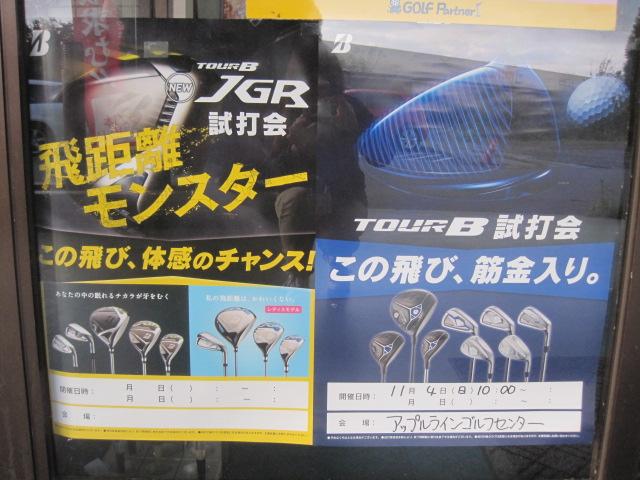 GOLF Partner
B
TOUR B
NEW
JGR
試打会
飛距離
モンスター
この飛び、体感のチャンス!
あなたの中の眠れるチカラが牙をむく
私の飛距離は、かわいくない。
レディスモデル
開催日時: 月 日( ) : ー :
月 日( ) : ー :
会 場:
B
TOUR B 試打会
この飛び、筋金入り。
開催日時: 11月 4日(日)10:00~ :
月 日( ) : ~ :
会 場: アップルラインゴルフセンター